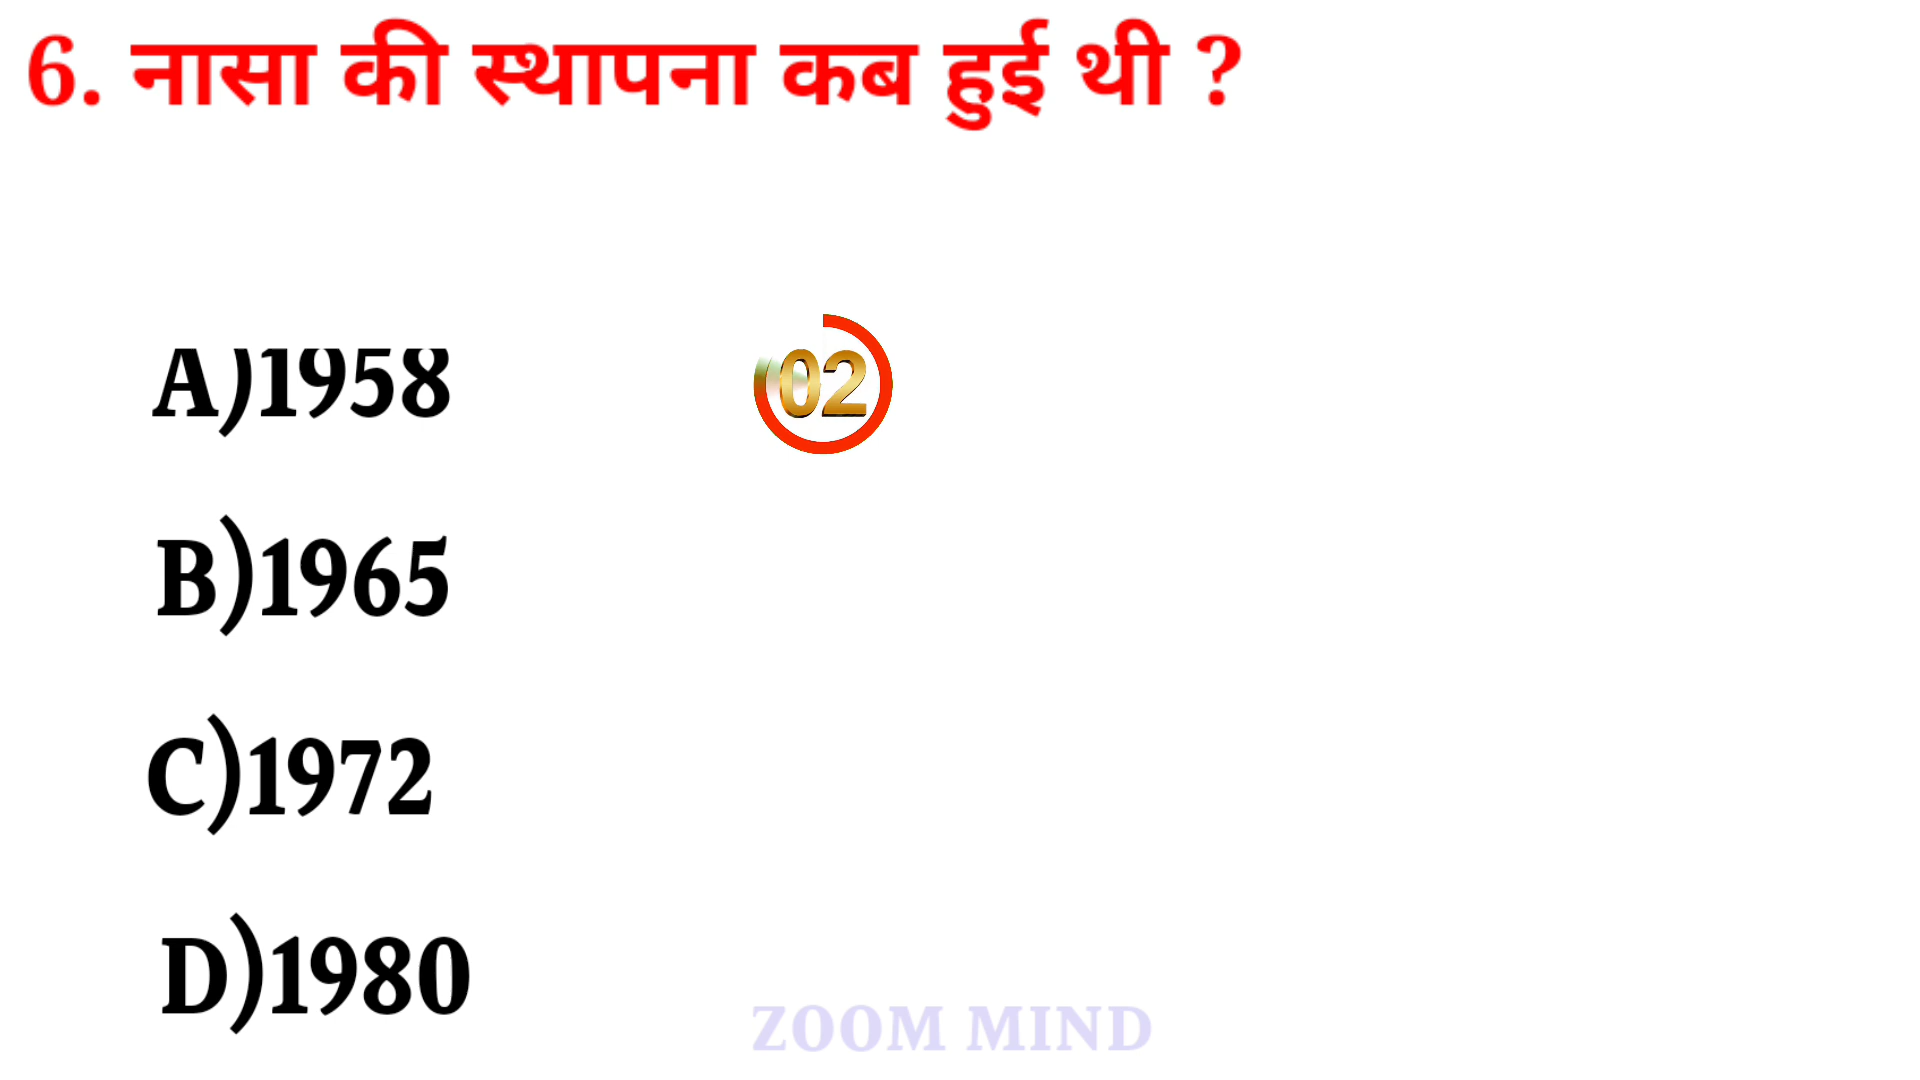 6. नासा की स्थापना कब हुई थी ?
A)1958
02
B)1965
C)1972
D)1980
ZOOM MIND